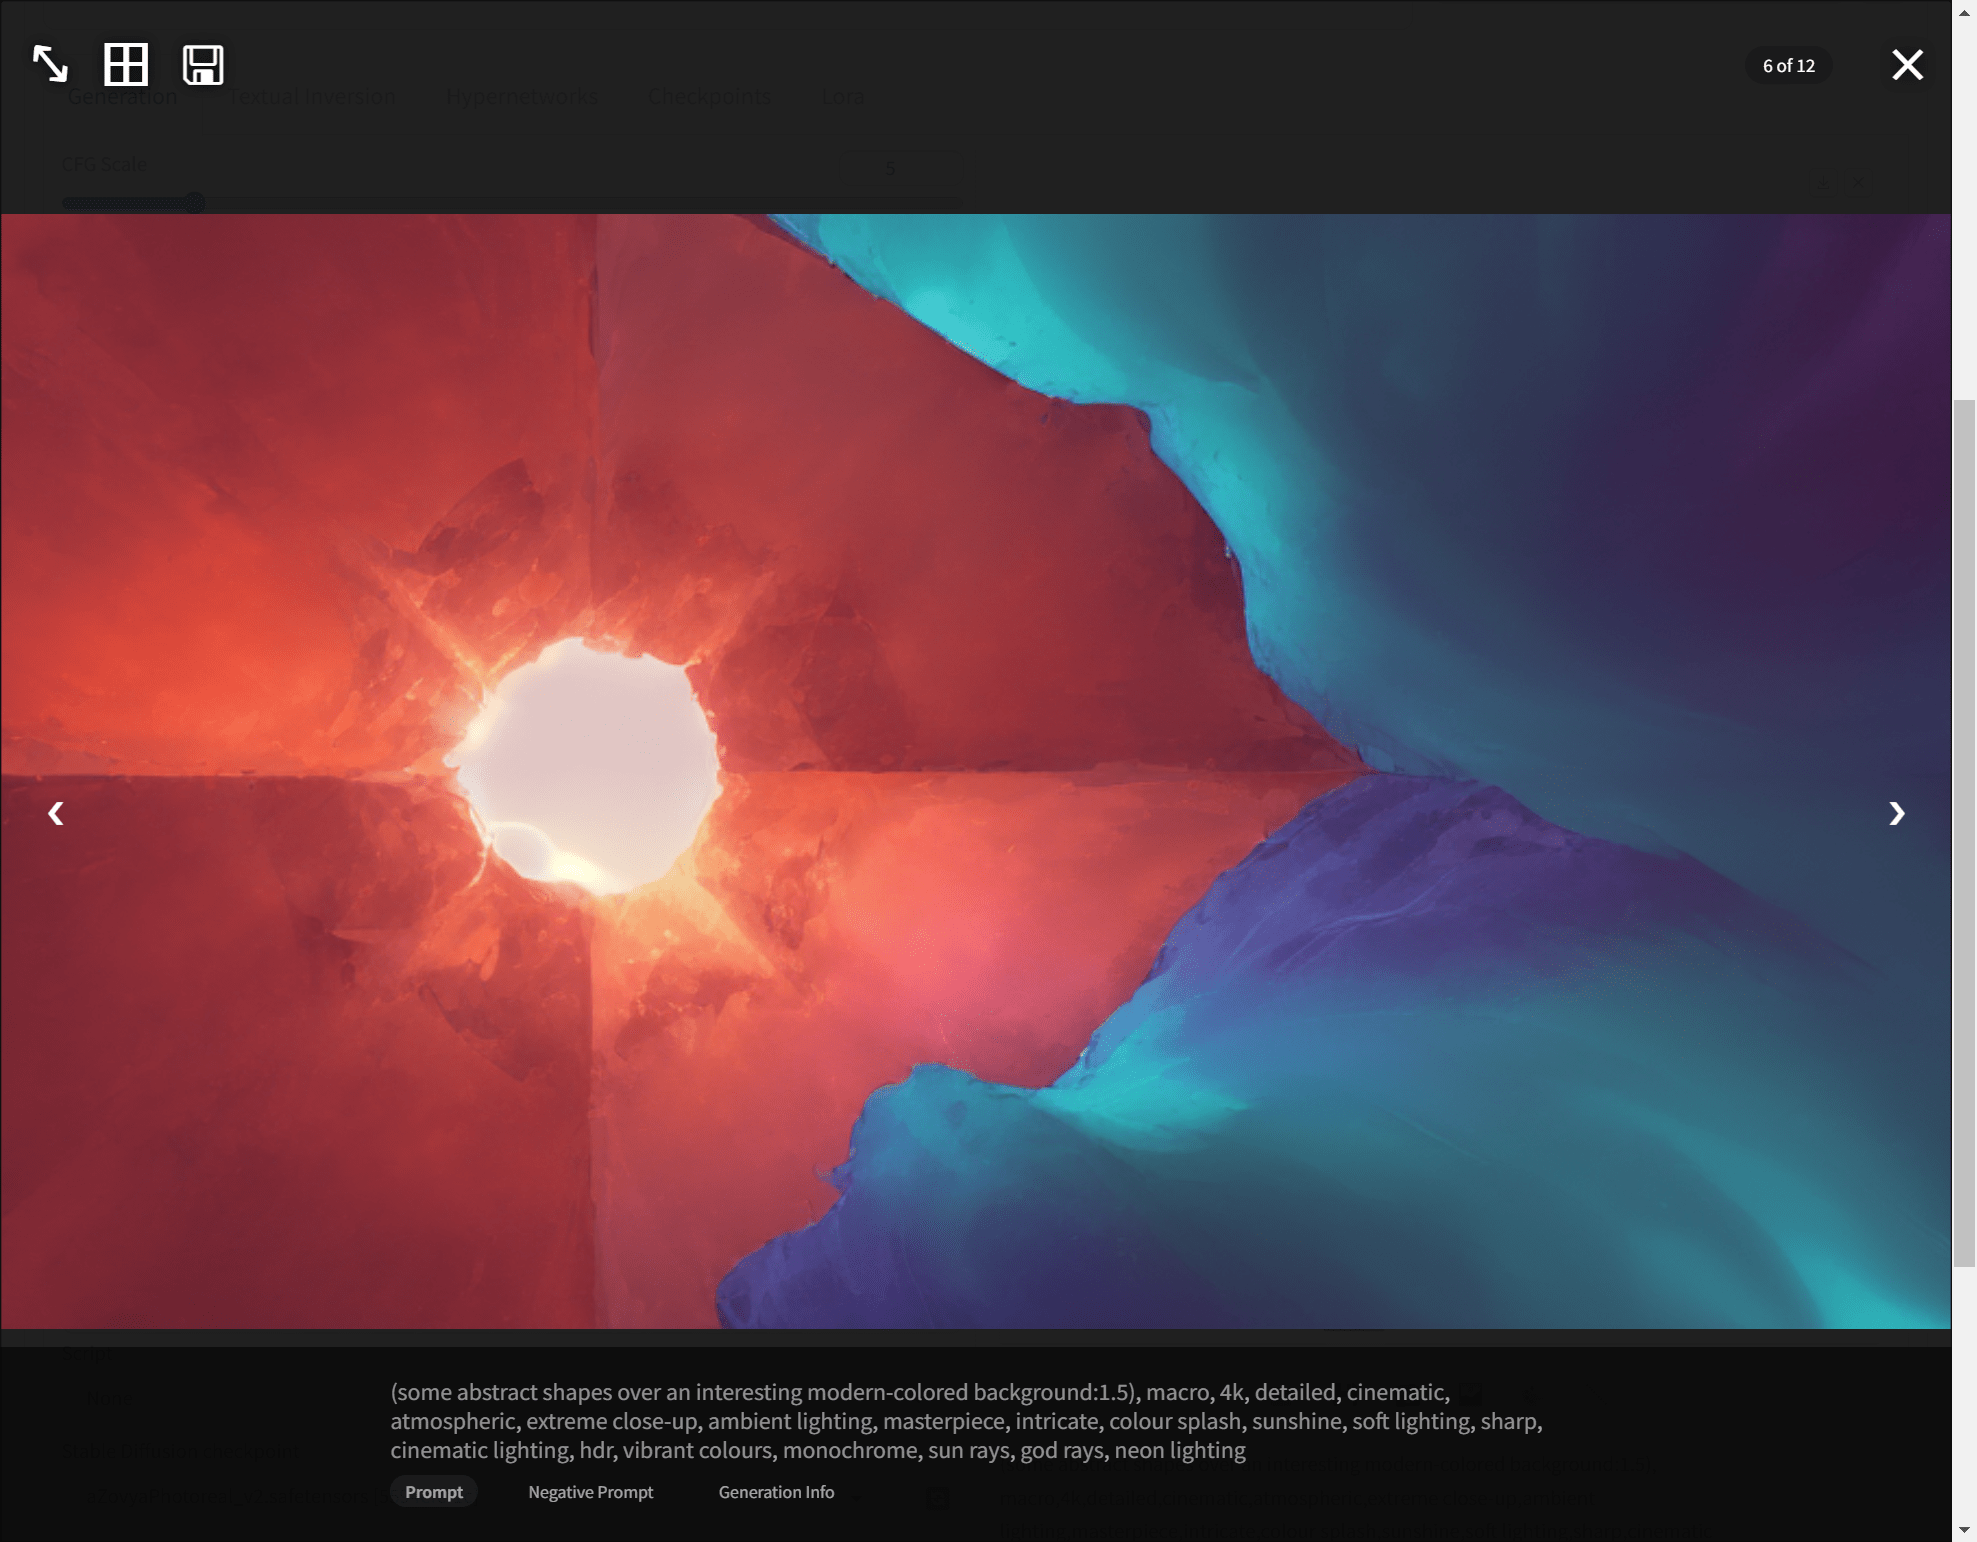 6 of 12
Generation Textual Inversion Hypernetworks Checkpoints Lora
CFG Scale
5
Script
(some abstract shapes over an interesting modern-colored background:1.5), macro, 4k, detailed, cinematic,
atmospheric, extreme close-up, ambient lighting, masterpiece, intricate, colour splash, sunshine, soft lighting, sharp,
cinematic lighting, hdr, vibrant colours, monochrome, sun rays, god rays, neon lighting
Prompt Negative Prompt Generation Info